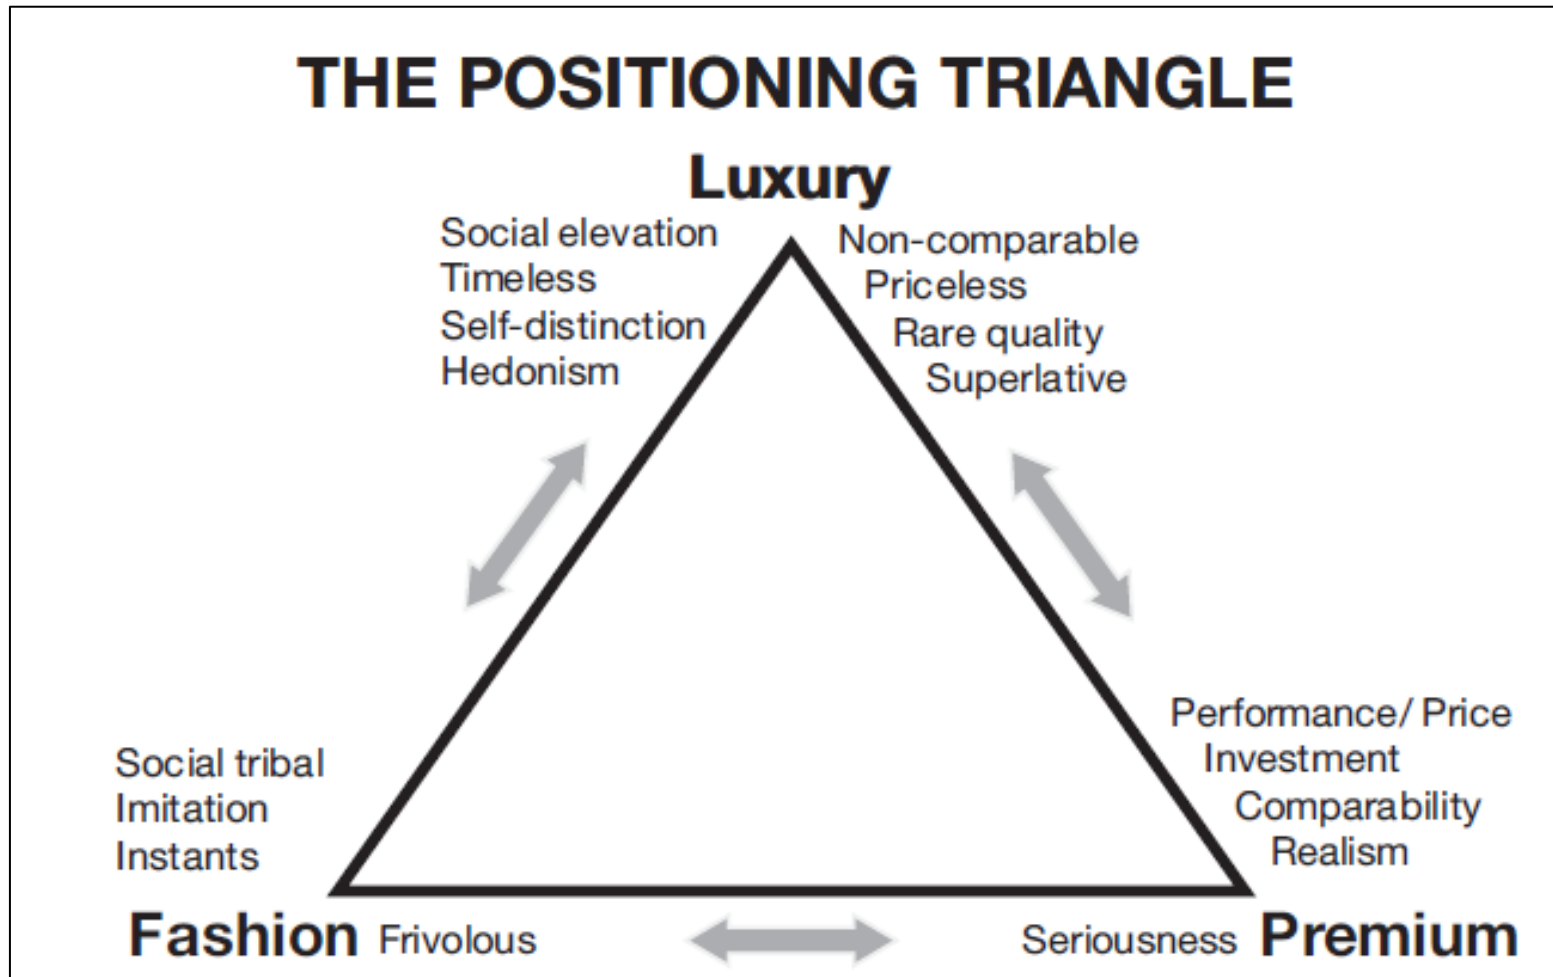 THE POSITIONING TRIANGLE
Luxury
Social elevation
Timeless
Self-distinction
Hedonism
Non-comparable
Priceless
Rare quality
Superlative
Social tribal
Imitation
Instants
Performance/ Price
Investment
Comparability
Realism
Fashion Frivolous
Seriousness Premium